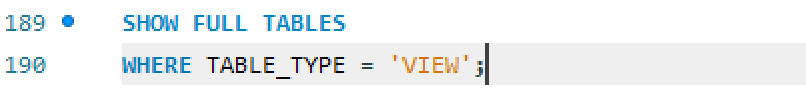 189 SHOW FULL TABLES
190 WHERE TABLE_TYPE = 'VIEW';